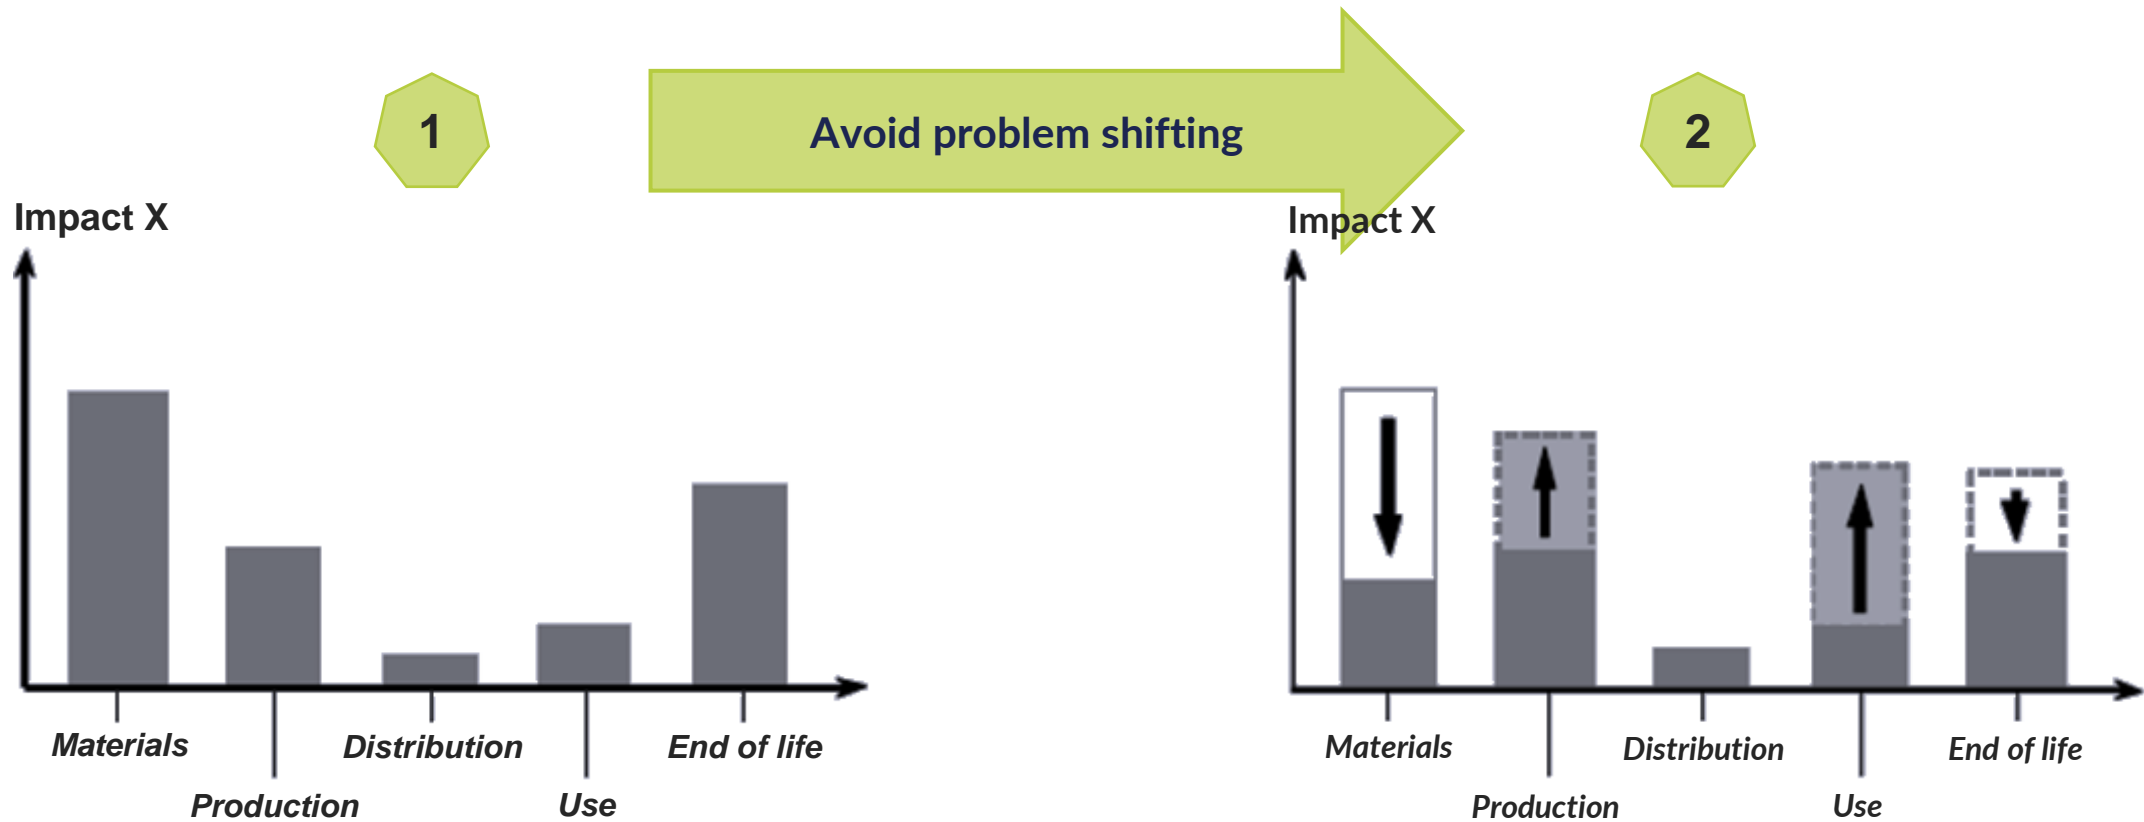 1
Avoid problem shifting
2
Impact X
Impact X
Materials
Distribution
End of life
Production
Use
Materials
Distribution
End of life
Production
Use